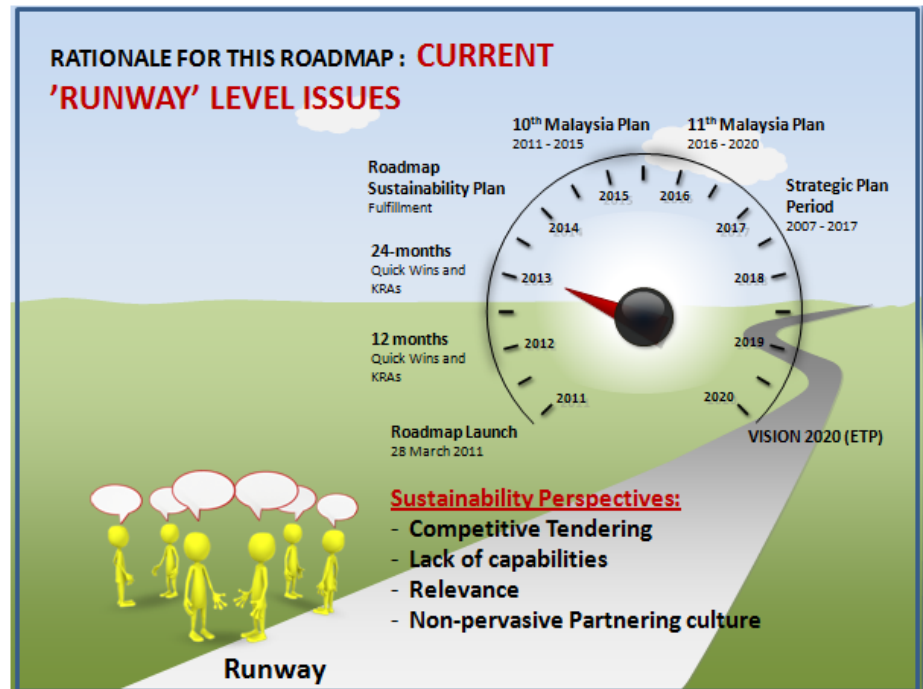 RATIONALE FOR THIS ROADMAP : CURRENT
’RUNWAY’ LEVEL ISSUES
10th Malaysia Plan
2011 - 2015
11th Malaysia Plan
2016 - 2020
Roadmap
Sustainability Plan
Fulfillment
Strategic Plan
Period
2007 - 2017
24-months
Quick Wins and
KRAs
12 months
Quick Wins and
KRAs
Roadmap Launch
28 March 2011
2011
2012
2013
2014
2015
2016
2017
2018
2019
2020
VISION 2020 (ETP)
Sustainability Perspectives:
- Competitive Tendering
- Lack of capabilities
- Relevance
- Non-pervasive Partnering culture
Runway